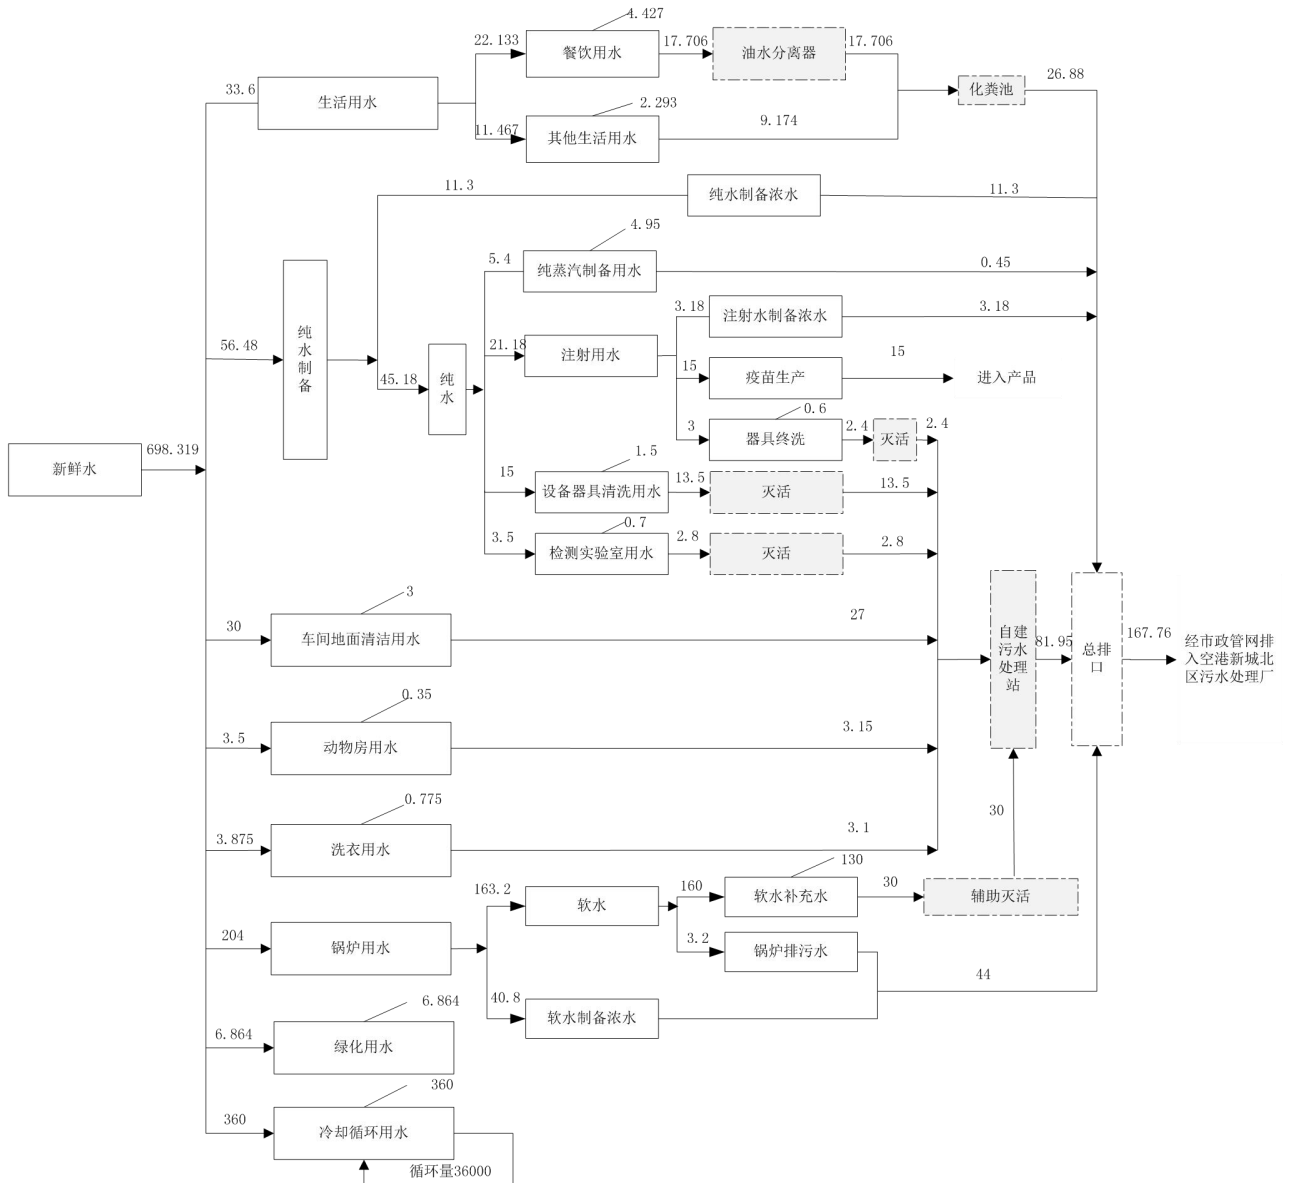 4.427
22.133
餐饮用水
17.706
油水分离器
17.706
33.6
生活用水
化粪池
26.88
2.293
11.467
其他生活用水
9.174
11.3
纯水制备浓水
11.3
4.95
5.4
纯蒸汽制备用水
0.45
3.18
注射水制备浓水
3.18
56.48
纯
水
制
备
21.18
注射用水
15
疫苗生产
15
进入产品
45.18
纯
水
0.6
3
器具终洗
2.4
灭活
2.4
新鲜水
698.319
1.5
15
设备器具清洗用水
13.5
灭活
13.5
0.7
3.5
检测实验室用水
2.8
灭活
2.8
3
30
车间地面清洁用水
27
自建
污水
处理
站
81.95
总排
口
167.76
经市政管网排
入空港新城北
区污水处理厂
0.35
3.5
动物房用水
3.15
0.775
3.875
洗衣用水
3.1
30
130
163.2
软水
160
软水补充水
30
辅助灭活
204
锅炉用水
3.2
锅炉排污水
44
40.8
软水制备浓水
6.864
6.864
绿化用水
360
360
冷却循环用水
循环量36000